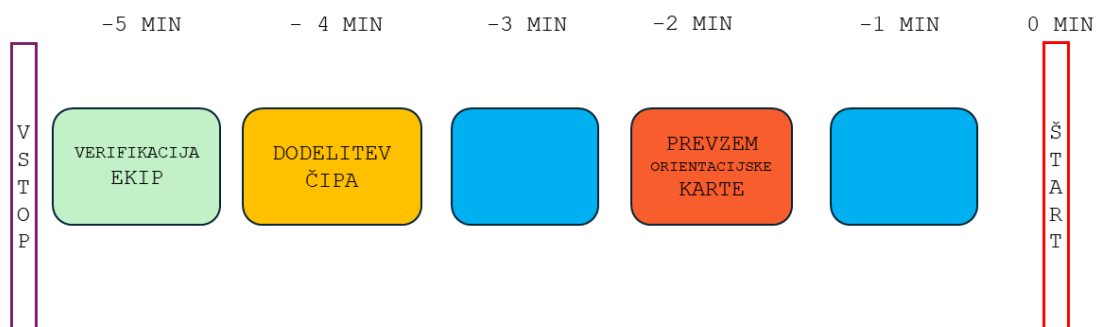 -5 MIN
- 4 MIN
-3 MIN
-2 MIN
-1 MIN
0 MIN
VSTOP
VERIFIKACIJA
EKIP
DODELITEV
ČIPA
PREVZEM
ORIENTACIJSKE
KARTE
ŠTART